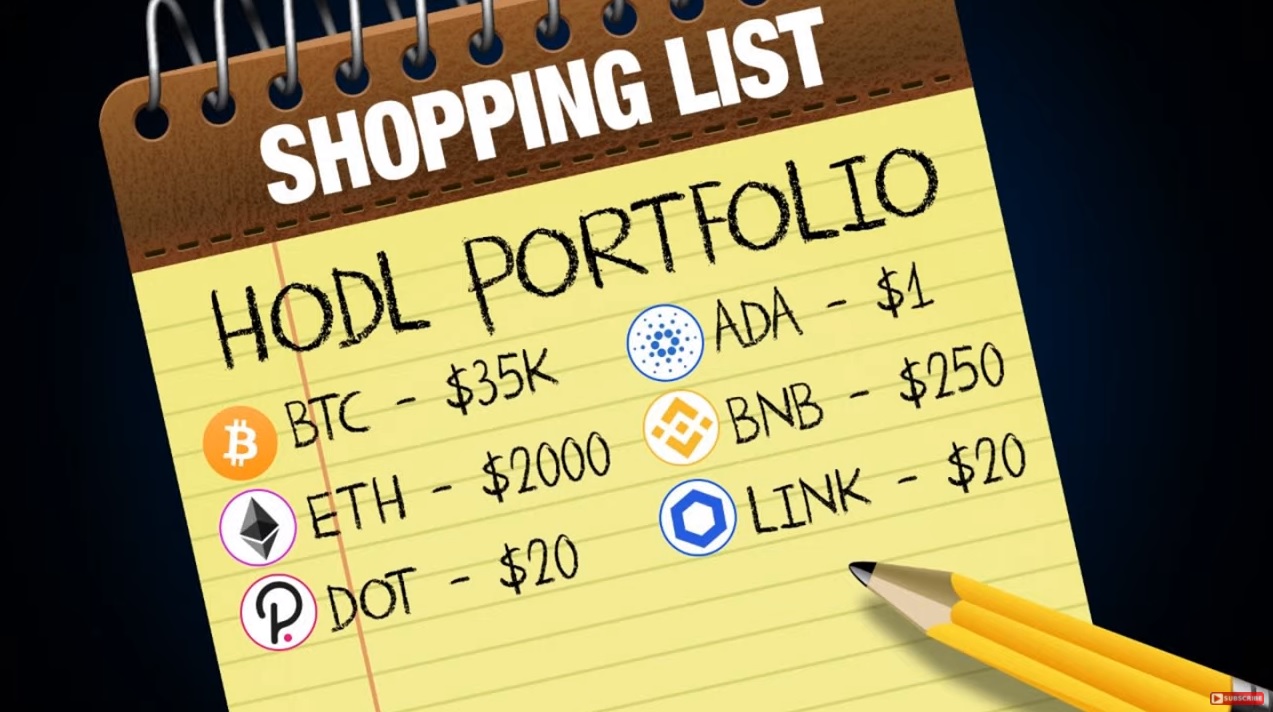 SHOPPING LIST
HODL PORTFOLIO
BTC - $35K
ETH - $2000
DOT - $20
ADA - $1
BNB - $250
LINK - $20
SUBSCRIBE